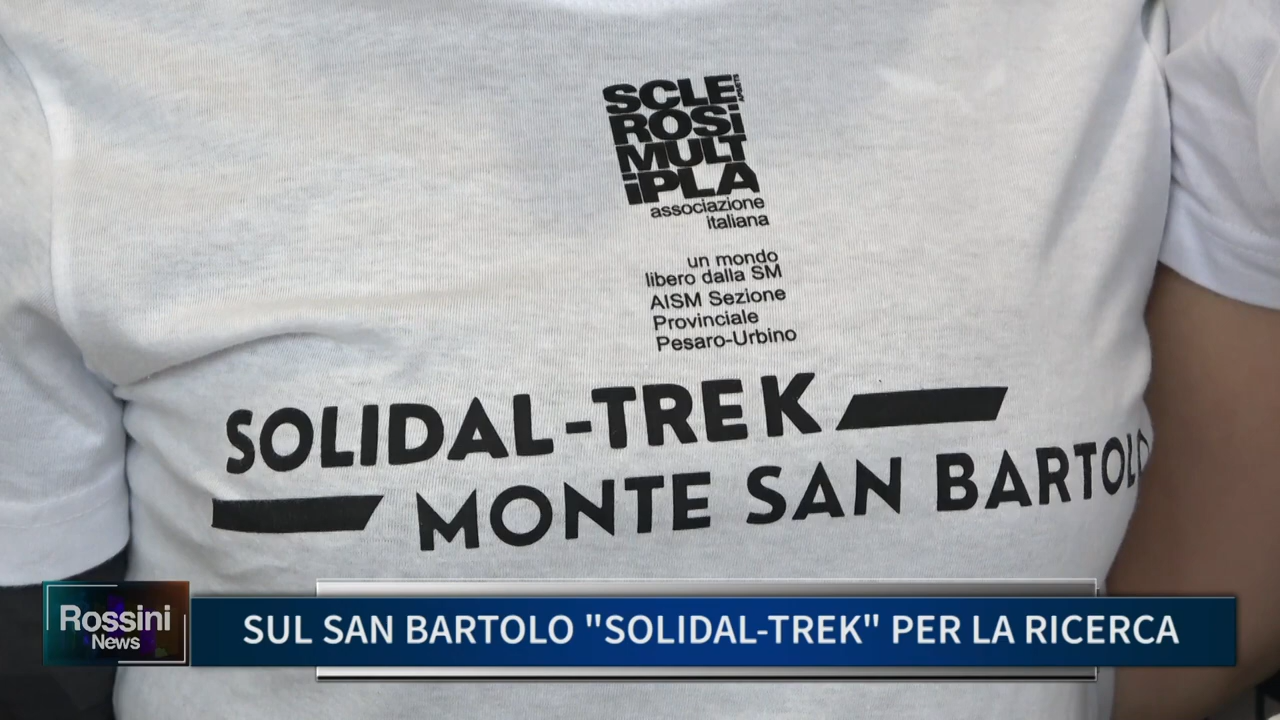 SCLE
ROSi
MULT
iPLA
associazione
italiana
un mondo
libero dalla SM
AISM Sezione
Provinciale
Pesaro-Urbino
SOLIDAL-TREK
MONTE SAN BARTOLO
Rossini
News
SUL SAN BARTOLO "SOLIDAL-TREK" PER LA RICERCA